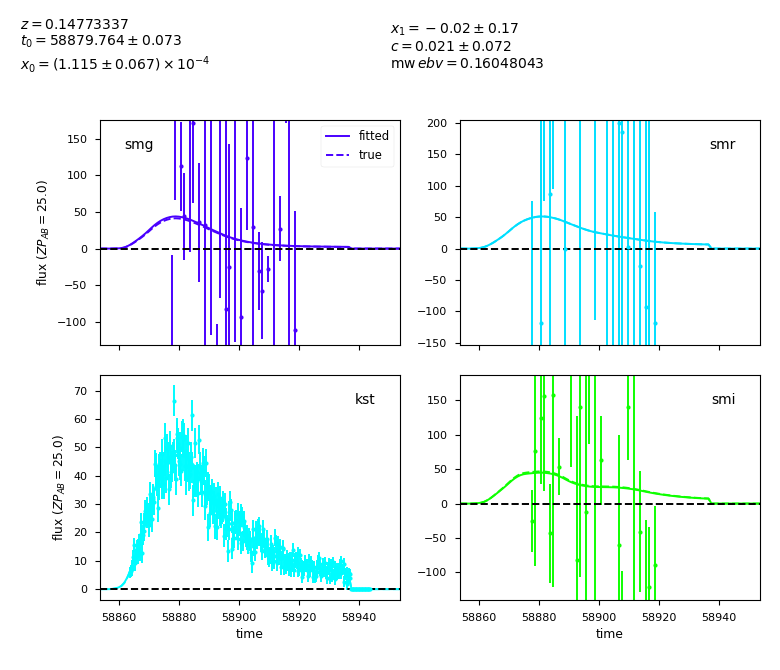 z = 0.14773337
t₀ = 58879.764 ± 0.073
x₀ = (1.115 ± 0.067) × 10⁻⁴
x₁ = −0.02 ± 0.17
c = 0.021 ± 0.072
mw ebv = 0.16048043
smg
fitted
true
150
100
50
0
−50
−100
flux (ZP_AB = 25.0)
smr
200
150
100
50
0
−50
−100
−150
kst
70
60
50
40
30
20
10
0
flux (ZP_AB = 25.0)
58860 58880 58900 58920 58940
time
smi
150
100
50
0
−50
−100
58860 58880 58900 58920 58940
time